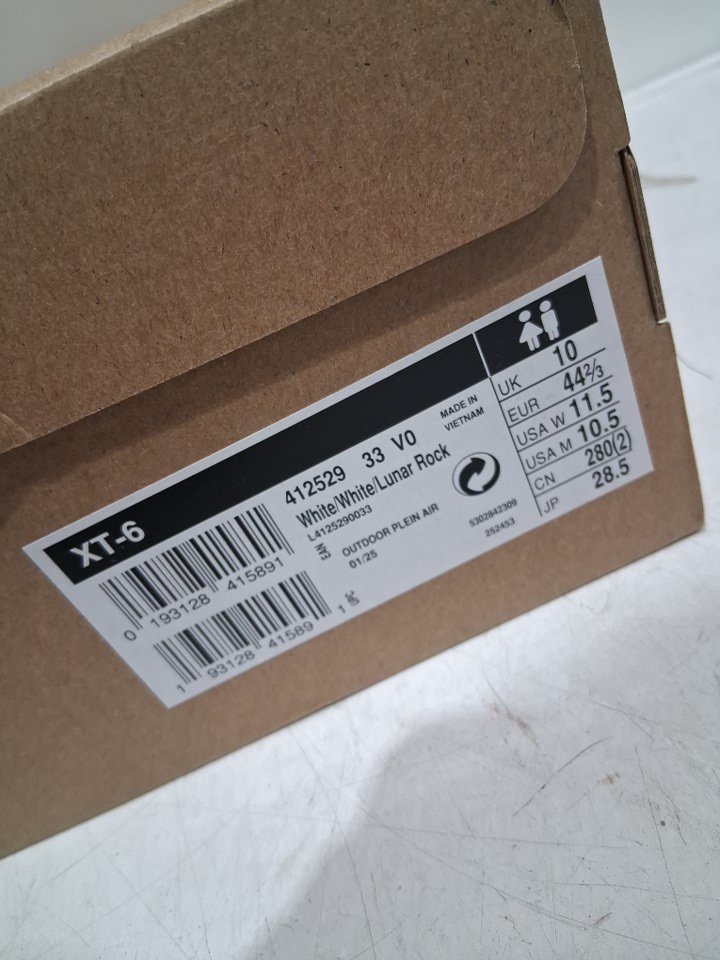 XT-6
412529 33 V0
White/White/Lunar Rock
L4125290033
MADE IN
VIETNAM
0 193128 415891
EAN
OUTDOOR PLEIN AIR
01/25
5302842309
252453
1 93128 41589 1
UPC
UK 10
EUR 44 2/3
USA W 11.5
USA M 10.5
CN 280(2)
JP 28.5